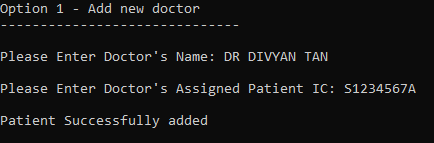 Option 1 - Add new doctor
------------------------------
Please Enter Doctor's Name: DR DIVYAN TAN
Please Enter Doctor's Assigned Patient IC: S1234567A
Patient Successfully added